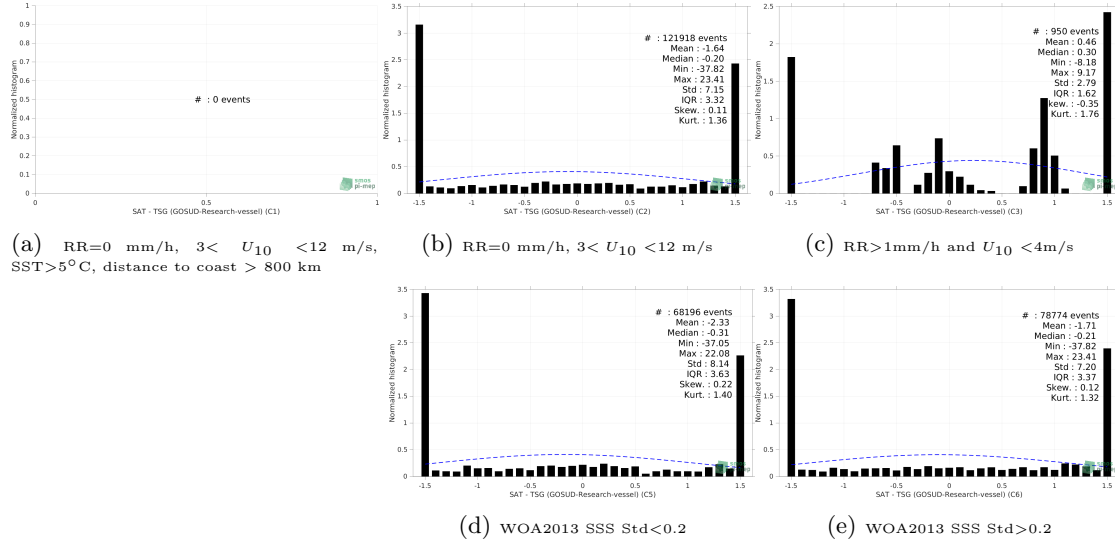 1
0.9
0.8
0.7
0.6
0.5
0.4
0.3
0.2
0.1
0
Normalized histogram
# : 0 events
smos
pi-mep
0 0.5 1
SAT - TSG (GOSUD-Research-vessel) (C1)
(a) RR=0 mm/h, 3< U10 <12 m/s,
SST>5°C, distance to coast > 800 km
3.5
3
2.5
2
1.5
1
0.5
0
Normalized histogram
# : 121918 events
Mean : -1.64
Median : -0.20
Min : -37.82
Max : 23.41
Std : 7.15
IQR : 3.32
Skew. : 0.11
Kurt. : 1.36
smos
pi-mep
-1.5 -1 -0.5 0 0.5 1 1.5
SAT - TSG (GOSUD-Research-vessel) (C2)
(b) RR=0 mm/h, 3< U10 <12 m/s
2.5
2
1.5
1
0.5
0
Normalized histogram
# : 950 events
Mean : 0.46
Median : 0.30
Min : -8.18
Max : 9.17
Std : 2.79
IQR : 1.62
kew. : -0.35
Kurt. : 1.76
smos
pi-mep
-1.5 -1 -0.5 0 0.5 1 1.5
SAT - TSG (GOSUD-Research-vessel) (C3)
(c) RR>1mm/h and U10 <4m/s
3.5
3
2.5
2
1.5
1
0.5
0
Normalized histogram
# : 68196 events
Mean : -2.33
Median : -0.31
Min : -37.05
Max : 22.08
Std : 8.14
IQR : 3.63
Skew. : 0.22
Kurt. : 1.40
smos
pi-mep
-1.5 -1 -0.5 0 0.5 1 1.5
SAT - TSG (GOSUD-Research-vessel) (C5)
(d) WOA2013 SSS Std<0.2
3.5
3
2.5
2
1.5
1
0.5
0
Normalized histogram
# : 78774 events
Mean : -1.71
Median : -0.21
Min : -37.82
Max : 23.41
Std : 7.20
IQR : 3.37
Skew. : 0.12
Kurt. : 1.32
smos
pi-mep
-1.5 -1 -0.5 0 0.5 1 1.5
SAT - TSG (GOSUD-Research-vessel) (C6)
(e) WOA2013 SSS Std>0.2